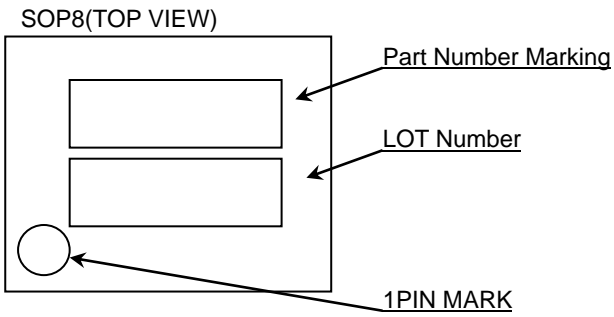 SOP8(TOP VIEW)
Part Number Marking
LOT Number
1PIN MARK